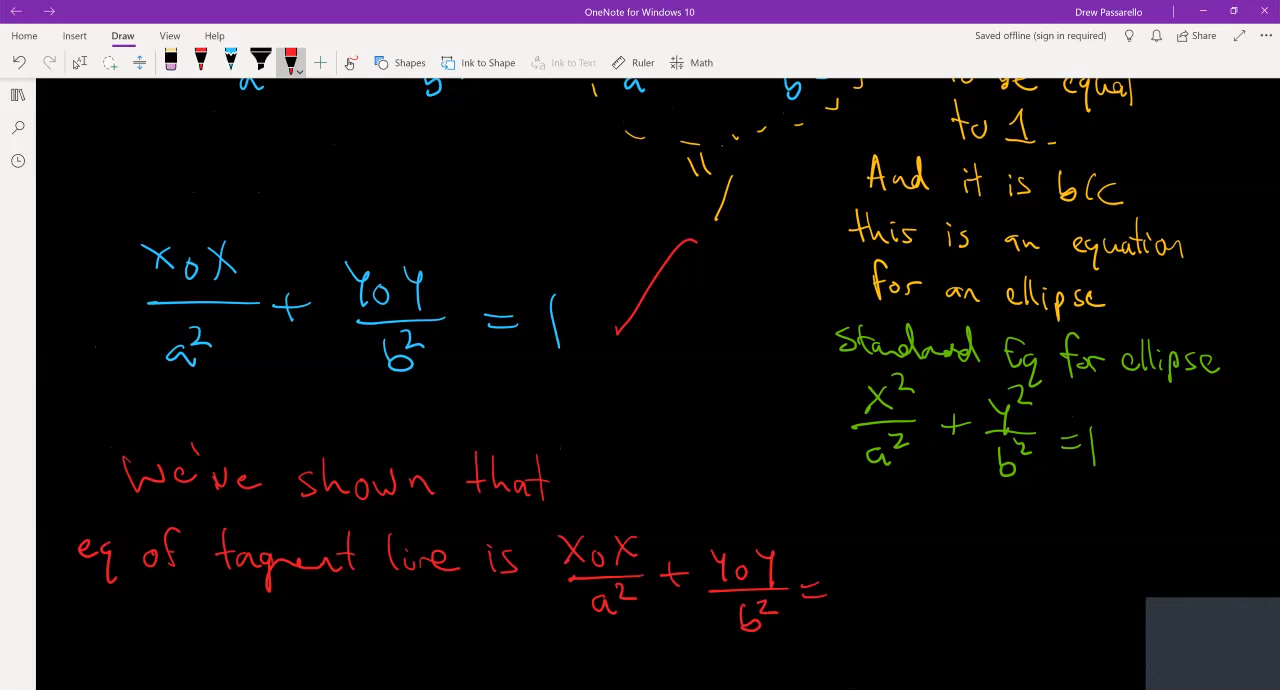 OneNote for Windows 10
Drew Passarello
Home Insert Draw View Help
Saved offline (sign in required)
Share
Shapes
Ink to Shape
Ink to Text
Ruler
Math
a b a b
to be equal
to 1.
And it is b/c
this is an equation
for an ellipse
x₀x/a² + y₀y/b² = 1
Standard Eq for ellipse
x²/a² + y²/b² = 1
We've shown that
eq of tagnent line is x₀x/a² + y₀y/b² =